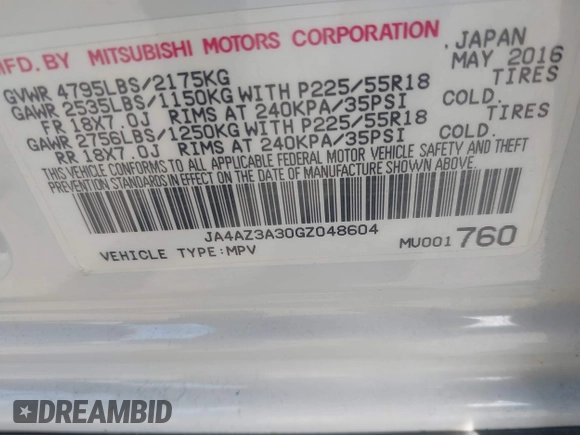 MFD. BY MITSUBISHI MOTORS CORPORATION, JAPAN
GVWR 4795LBS/2175KG MAY 2016
GAWR 2535LBS/1150KG WITH P225/55R18 TIRES
FR 18X7.0J RIMS AT 240KPA/35PSI COLD.
GAWR 2756LBS/1250KG WITH P225/55R18 TIRES
RR 18X7.0J RIMS AT 240KPA/35PSI COLD.
THIS VEHICLE CONFORMS TO ALL APPLICABLE FEDERAL MOTOR VEHICLE SAFETY AND THEFT
PREVENTION STANDARDS IN EFFECT ON THE DATE OF MANUFACTURE SHOWN ABOVE.
JA4AZ3A30GZ048604
VEHICLE TYPE:MPV MU001760
DREAMBID